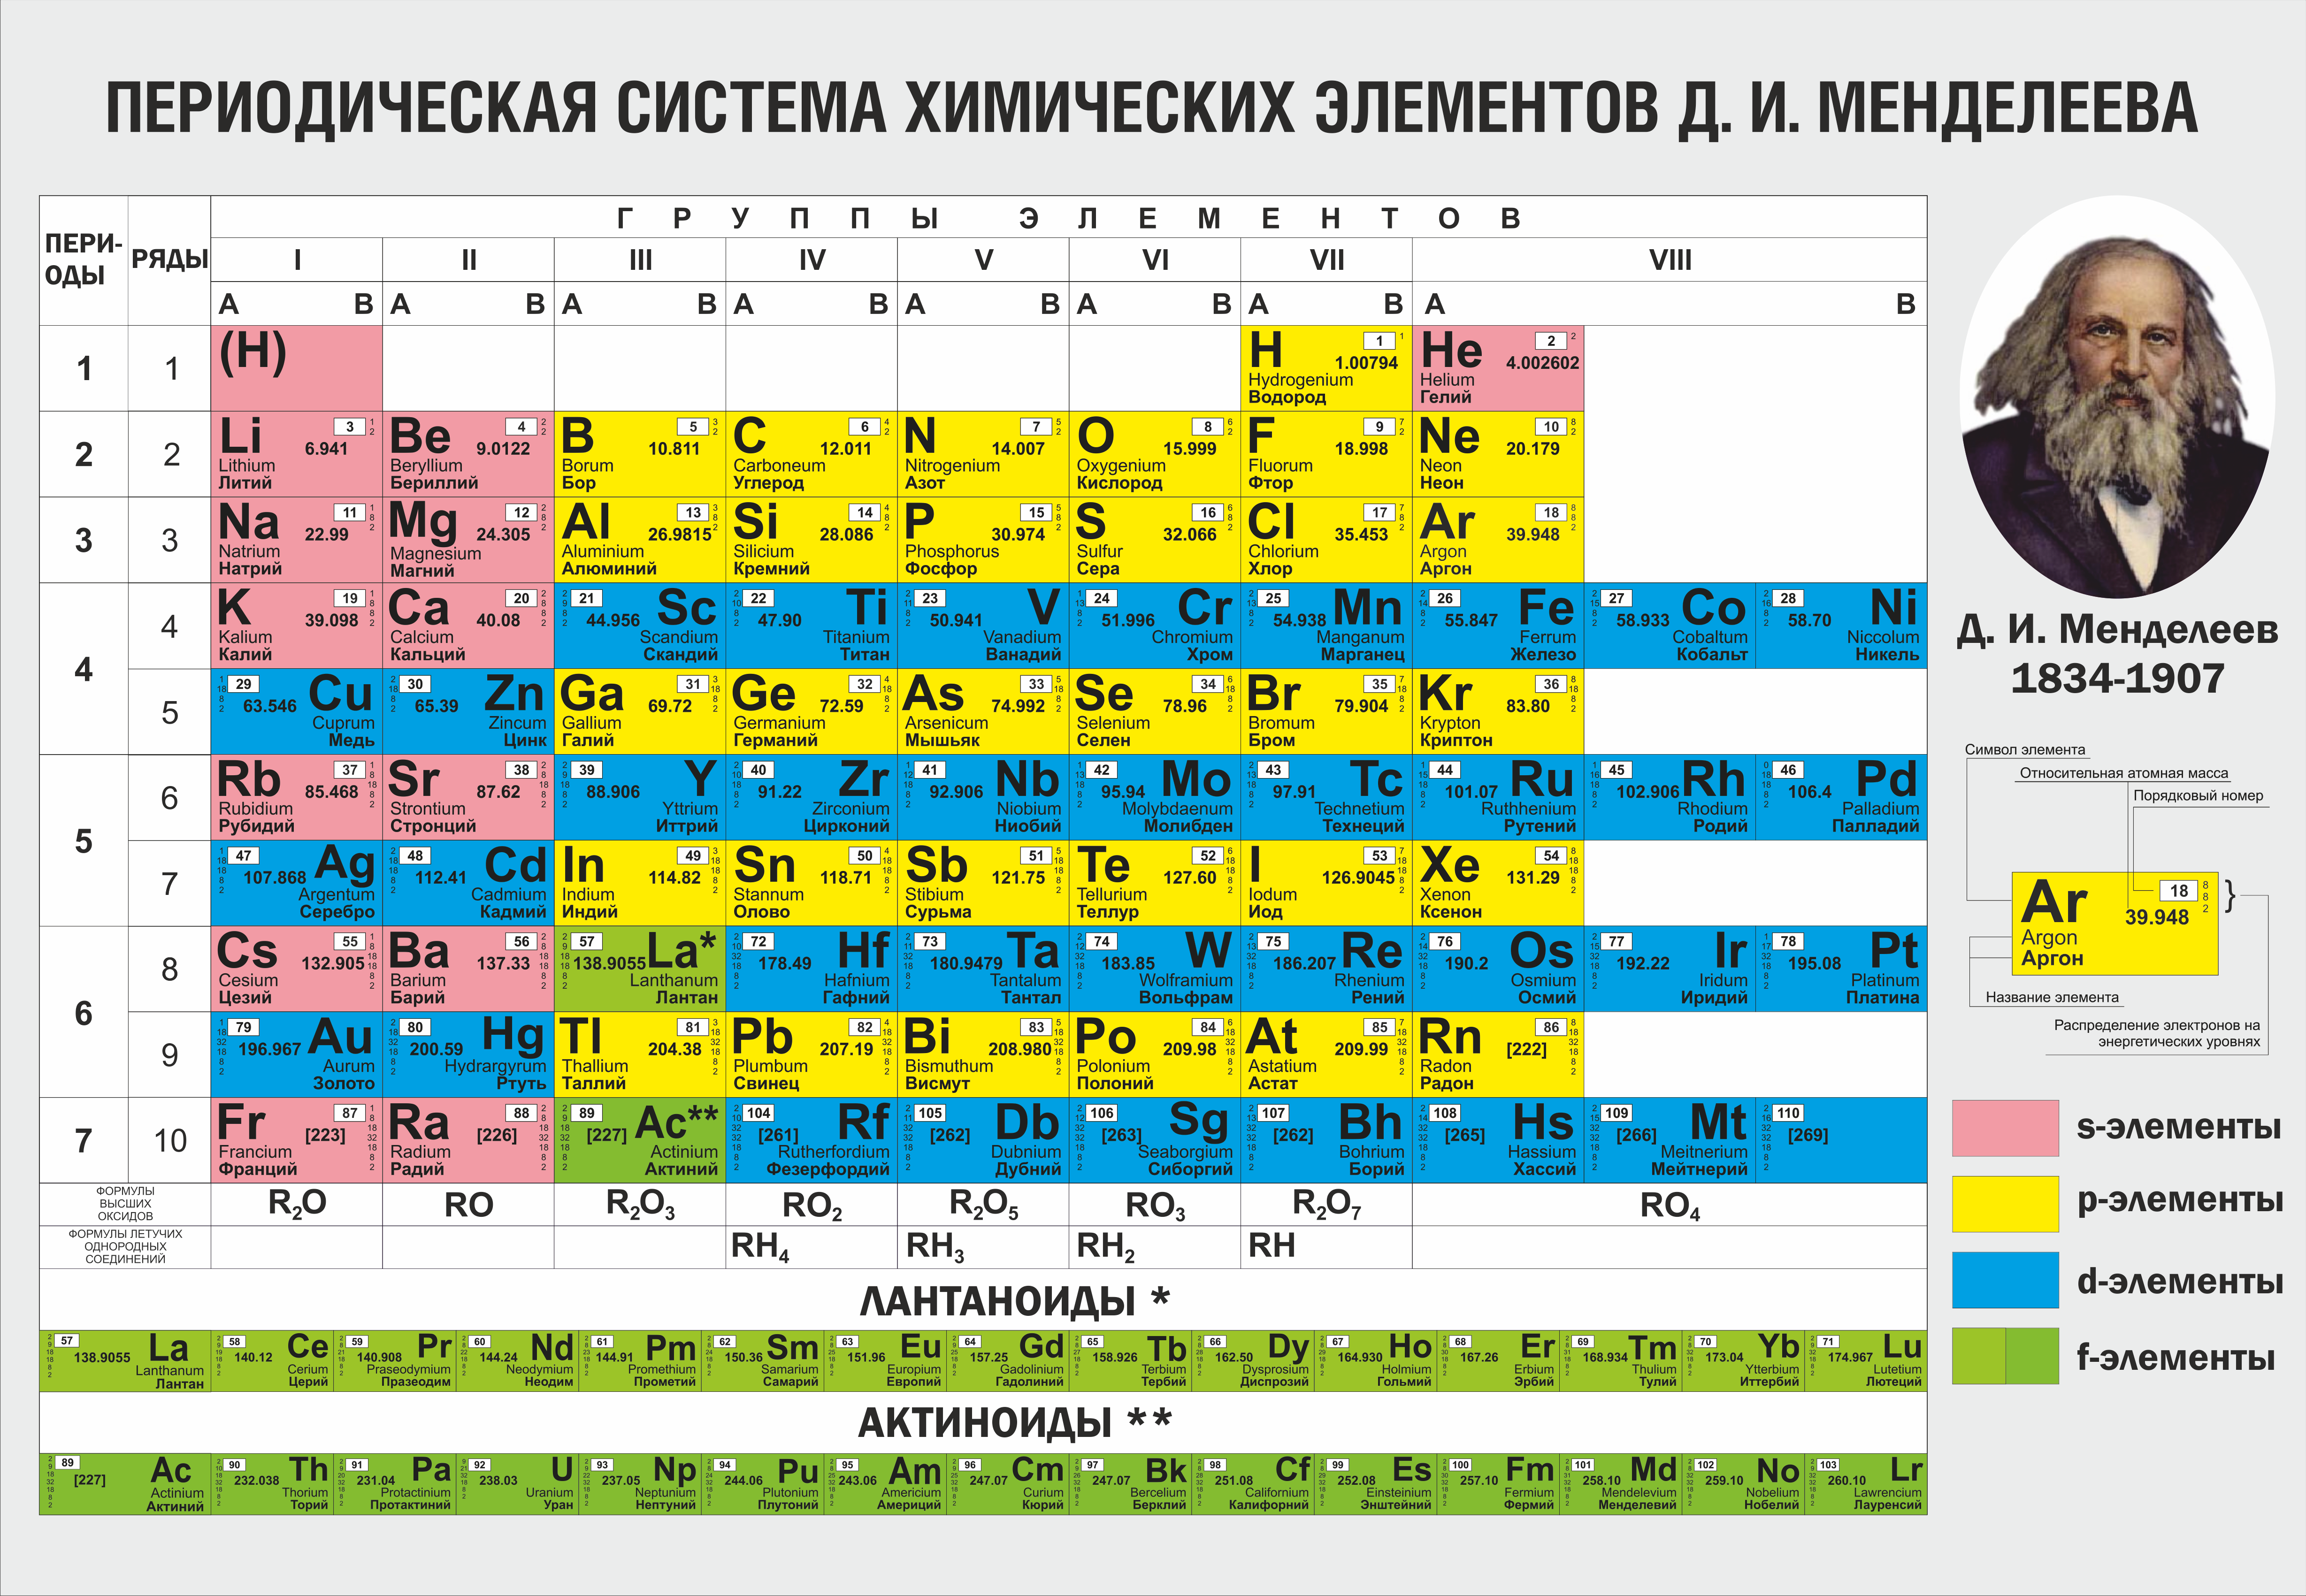 ПЕРИОДИЧЕСКАЯ СИСТЕМА ХИМИЧЕСКИХ ЭЛЕМЕНТОВ Д. И. МЕНДЕЛЕЕВА
ПЕРИ-
ОДЫ
РЯДЫ
ГРУППЫ ЭЛЕМЕНТОВ
I II III IV V VI VII VIII
A B A B A B A B A B A B A B A B
1 1
(H)
H 1 1.00794 Hydrogenium Водород
He 2 4.002602 Helium Гелий
2 2
Li 3 6.941 Lithium Литий
Be 4 9.0122 Beryllium Бериллий
B 5 10.811 Borum Бор
C 6 12.011 Carboneum Углерод
N 7 14.007 Nitrogenium Азот
O 8 15.999 Oxygenium Кислород
F 9 18.998 Fluorum Фтор
Ne 10 20.179 Neon Неон
3 3
Na 11 22.99 Natrium Натрий
Mg 12 24.305 Magnesium Магний
Al 13 26.9815 Aluminium Алюминий
Si 14 28.086 Silicium Кремний
P 15 30.974 Phosphorus Фосфор
S 16 32.066 Sulfur Сера
Cl 17 35.453 Chlorium Хлор
Ar 18 39.948 Argon Аргон
4 4
K 19 39.098 Kalium Калий
Ca 20 40.08 Calcium Кальций
21 Sc 44.956 Scandium Скандий
22 Ti 47.90 Titanium Титан
23 V 50.941 Vanadium Ванадий
24 Cr 51.996 Chromium Хром
25 Mn 54.938 Manganum Марганец
26 Fe 55.847 Ferrum Железо
27 Co 58.933 Cobaltum Кобальт
28 Ni 58.70 Niccolum Никель
5
29 Cu 63.546 Cuprum Медь
30 Zn 65.39 Zincum Цинк
Ga 31 69.72 Gallium Галий
Ge 32 72.59 Germanium Германий
As 33 74.992 Arsenicum Мышьяк
Se 34 78.96 Selenium Селен
Br 35 79.904 Bromum Бром
Kr 36 83.80 Krypton Криптон
5 6
Rb 37 85.468 Rubidium Рубидий
Sr 38 87.62 Strontium Стронций
39 Y 88.906 Yttrium Иттрий
40 Zr 91.22 Zirconium Цирконий
41 Nb 92.906 Niobium Ниобий
42 Mo 95.94 Molybdaenum Молибден
43 Tc 97.91 Technetium Технеций
44 Ru 101.07 Ruthhenium Рутений
45 Rh 102.906 Rhodium Родий
46 Pd 106.4 Palladium Палладий
7
47 Ag 107.868 Argentum Серебро
48 Cd 112.41 Cadmium Кадмий
In 49 114.82 Indium Индий
Sn 50 118.71 Stannum Олово
Sb 51 121.75 Stibium Сурьма
Te 52 127.60 Tellurium Теллур
I 53 126.9045 Iodum Иод
Xe 54 131.29 Xenon Ксенон
6 8
Cs 55 132.905 Cesium Цезий
Ba 56 137.33 Barium Барий
57 La* 138.9055 Lanthanum Лантан
72 Hf 178.49 Hafnium Гафний
73 Ta 180.9479 Tantalum Тантал
74 W 183.85 Wolframium Вольфрам
75 Re 186.207 Rhenium Рений
76 Os 190.2 Osmium Осмий
77 Ir 192.22 Iridium Иридий
78 Pt 195.08 Platinum Платина
9
79 Au 196.967 Aurum Золото
80 Hg 200.59 Hydrargyrum Ртуть
Tl 81 204.38 Thallium Таллий
Pb 82 207.19 Plumbum Свинец
Bi 83 208.980 Bismuthum Висмут
Po 84 209.98 Polonium Полоний
At 85 209.99 Astatium Астат
Rn 86 [222] Radon Радон
7 10
Fr 87 [223] Francium Франций
Ra 88 [226] Radium Радий
89 Ac** [227] Actinium Актиний
104 Rf [261] Rutherfordium Фезерфордий
105 Db [262] Dubnium Дубний
106 Sg [263] Seaborgium Сиборгий
107 Bh [262] Bohrium Борий
108 Hs [265] Hassium Хассий
109 Mt [266] Meitnerium Мейтнерий
110 [269]
ФОРМУЛЫ
ВЫСШИХ
ОКСИДОВ
R₂O RO R₂O₃ RO₂ R₂O₅ RO₃ R₂O₇ RO₄
ФОРМУЛЫ ЛЕТУЧИХ
ОДНОРОДНЫХ
СОЕДИНЕНИЙ
RH₄ RH₃ RH₂ RH
ЛАНТАНОИДЫ *
57 La 138.9055 Lanthanum Лантан
58 Ce 140.12 Cerium Церий
59 Pr 140.908 Praseodymium Празеодим
60 Nd 144.24 Neodymium Неодим
61 Pm 144.91 Promethium Прометий
62 Sm 150.36 Samarium Самарий
63 Eu 151.96 Europium Европий
64 Gd 157.25 Gadolinium Гадолиний
65 Tb 158.926 Terbium Тербий
66 Dy 162.50 Dysprosium Диспрозий
67 Ho 164.930 Holmium Гольмий
68 Er 167.26 Erbium Эрбий
69 Tm 168.934 Thulium Тулий
70 Yb 173.04 Ytterbium Иттербий
71 Lu 174.967 Lutetium Лютеций
АКТИНОИДЫ **
89 Ac [227] Actinium Актиний
90 Th 232.038 Thorium Торий
91 Pa 231.04 Protactinium Протактиний
92 U 238.03 Uranium Уран
93 Np 237.05 Neptunium Нептуний
94 Pu 244.06 Plutonium Плутоний
95 Am 243.06 Americium Америций
96 Cm 247.07 Curium Кюрий
97 Bk 247.07 Bercelium Берклий
98 Cf 251.08 Californium Калифорний
99 Es 252.08 Einsteinium Энштейний
100 Fm 257.10 Fermium Фермий
101 Md 258.10 Mendelevium Менделевий
102 No 259.10 Nobelium Нобелий
103 Lr 260.10 Lawrencium Лауренсий
Д. И. Менделеев
1834-1907
Символ элемента
Относительная атомная масса
Порядковый номер
Ar 18 8 8 2
39.948
Argon
Аргон
Название элемента
Распределение электронов на
энергетических уровнях
s-элементы
p-элементы
d-элементы
f-элементы